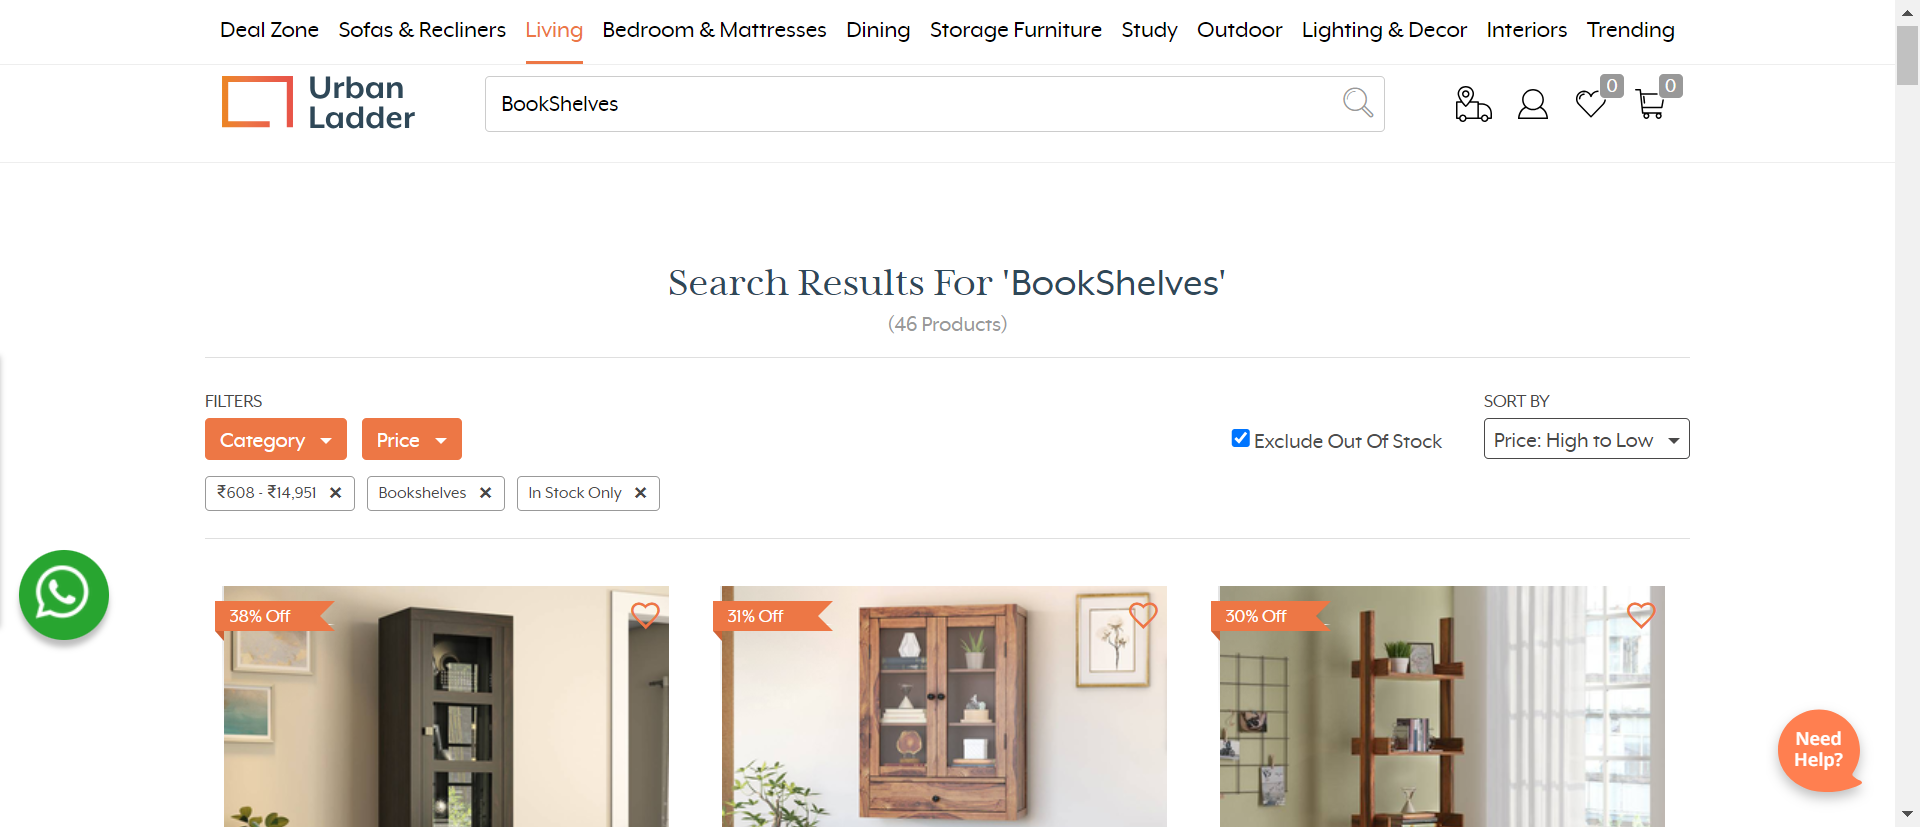 Deal Zone Sofas & Recliners Living Bedroom & Mattresses Dining Storage Furniture Study Outdoor Lighting & Decor Interiors Trending
Urban
Ladder
BookShelves
0
0
Search Results For 'BookShelves'
(46 Products)
FILTERS
SORT BY
Category
Price
Exclude Out Of Stock
Price: High to Low
₹608 - ₹14,951 ×
Bookshelves ×
In Stock Only ×
38% Off
31% Off
30% Off
Need
Help?